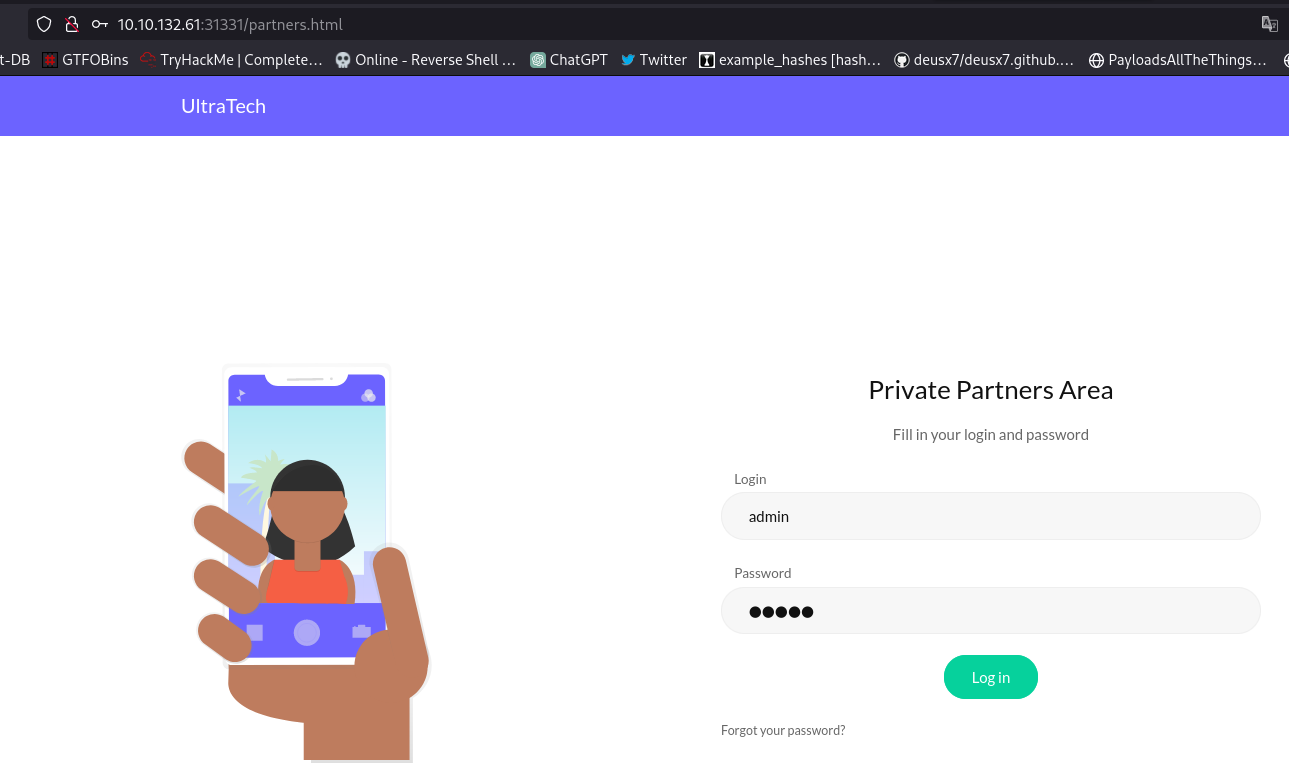 10.10.132.61:31331/partners.html
t-DB GTFOBins TryHackMe | Complete... Online - Reverse Shell ... ChatGPT Twitter example_hashes [hash... deusx7/deusx7.github.... PayloadsAllTheThings...
UltraTech
Private Partners Area
Fill in your login and password
Login
admin
Password
Log in
Forgot your password?